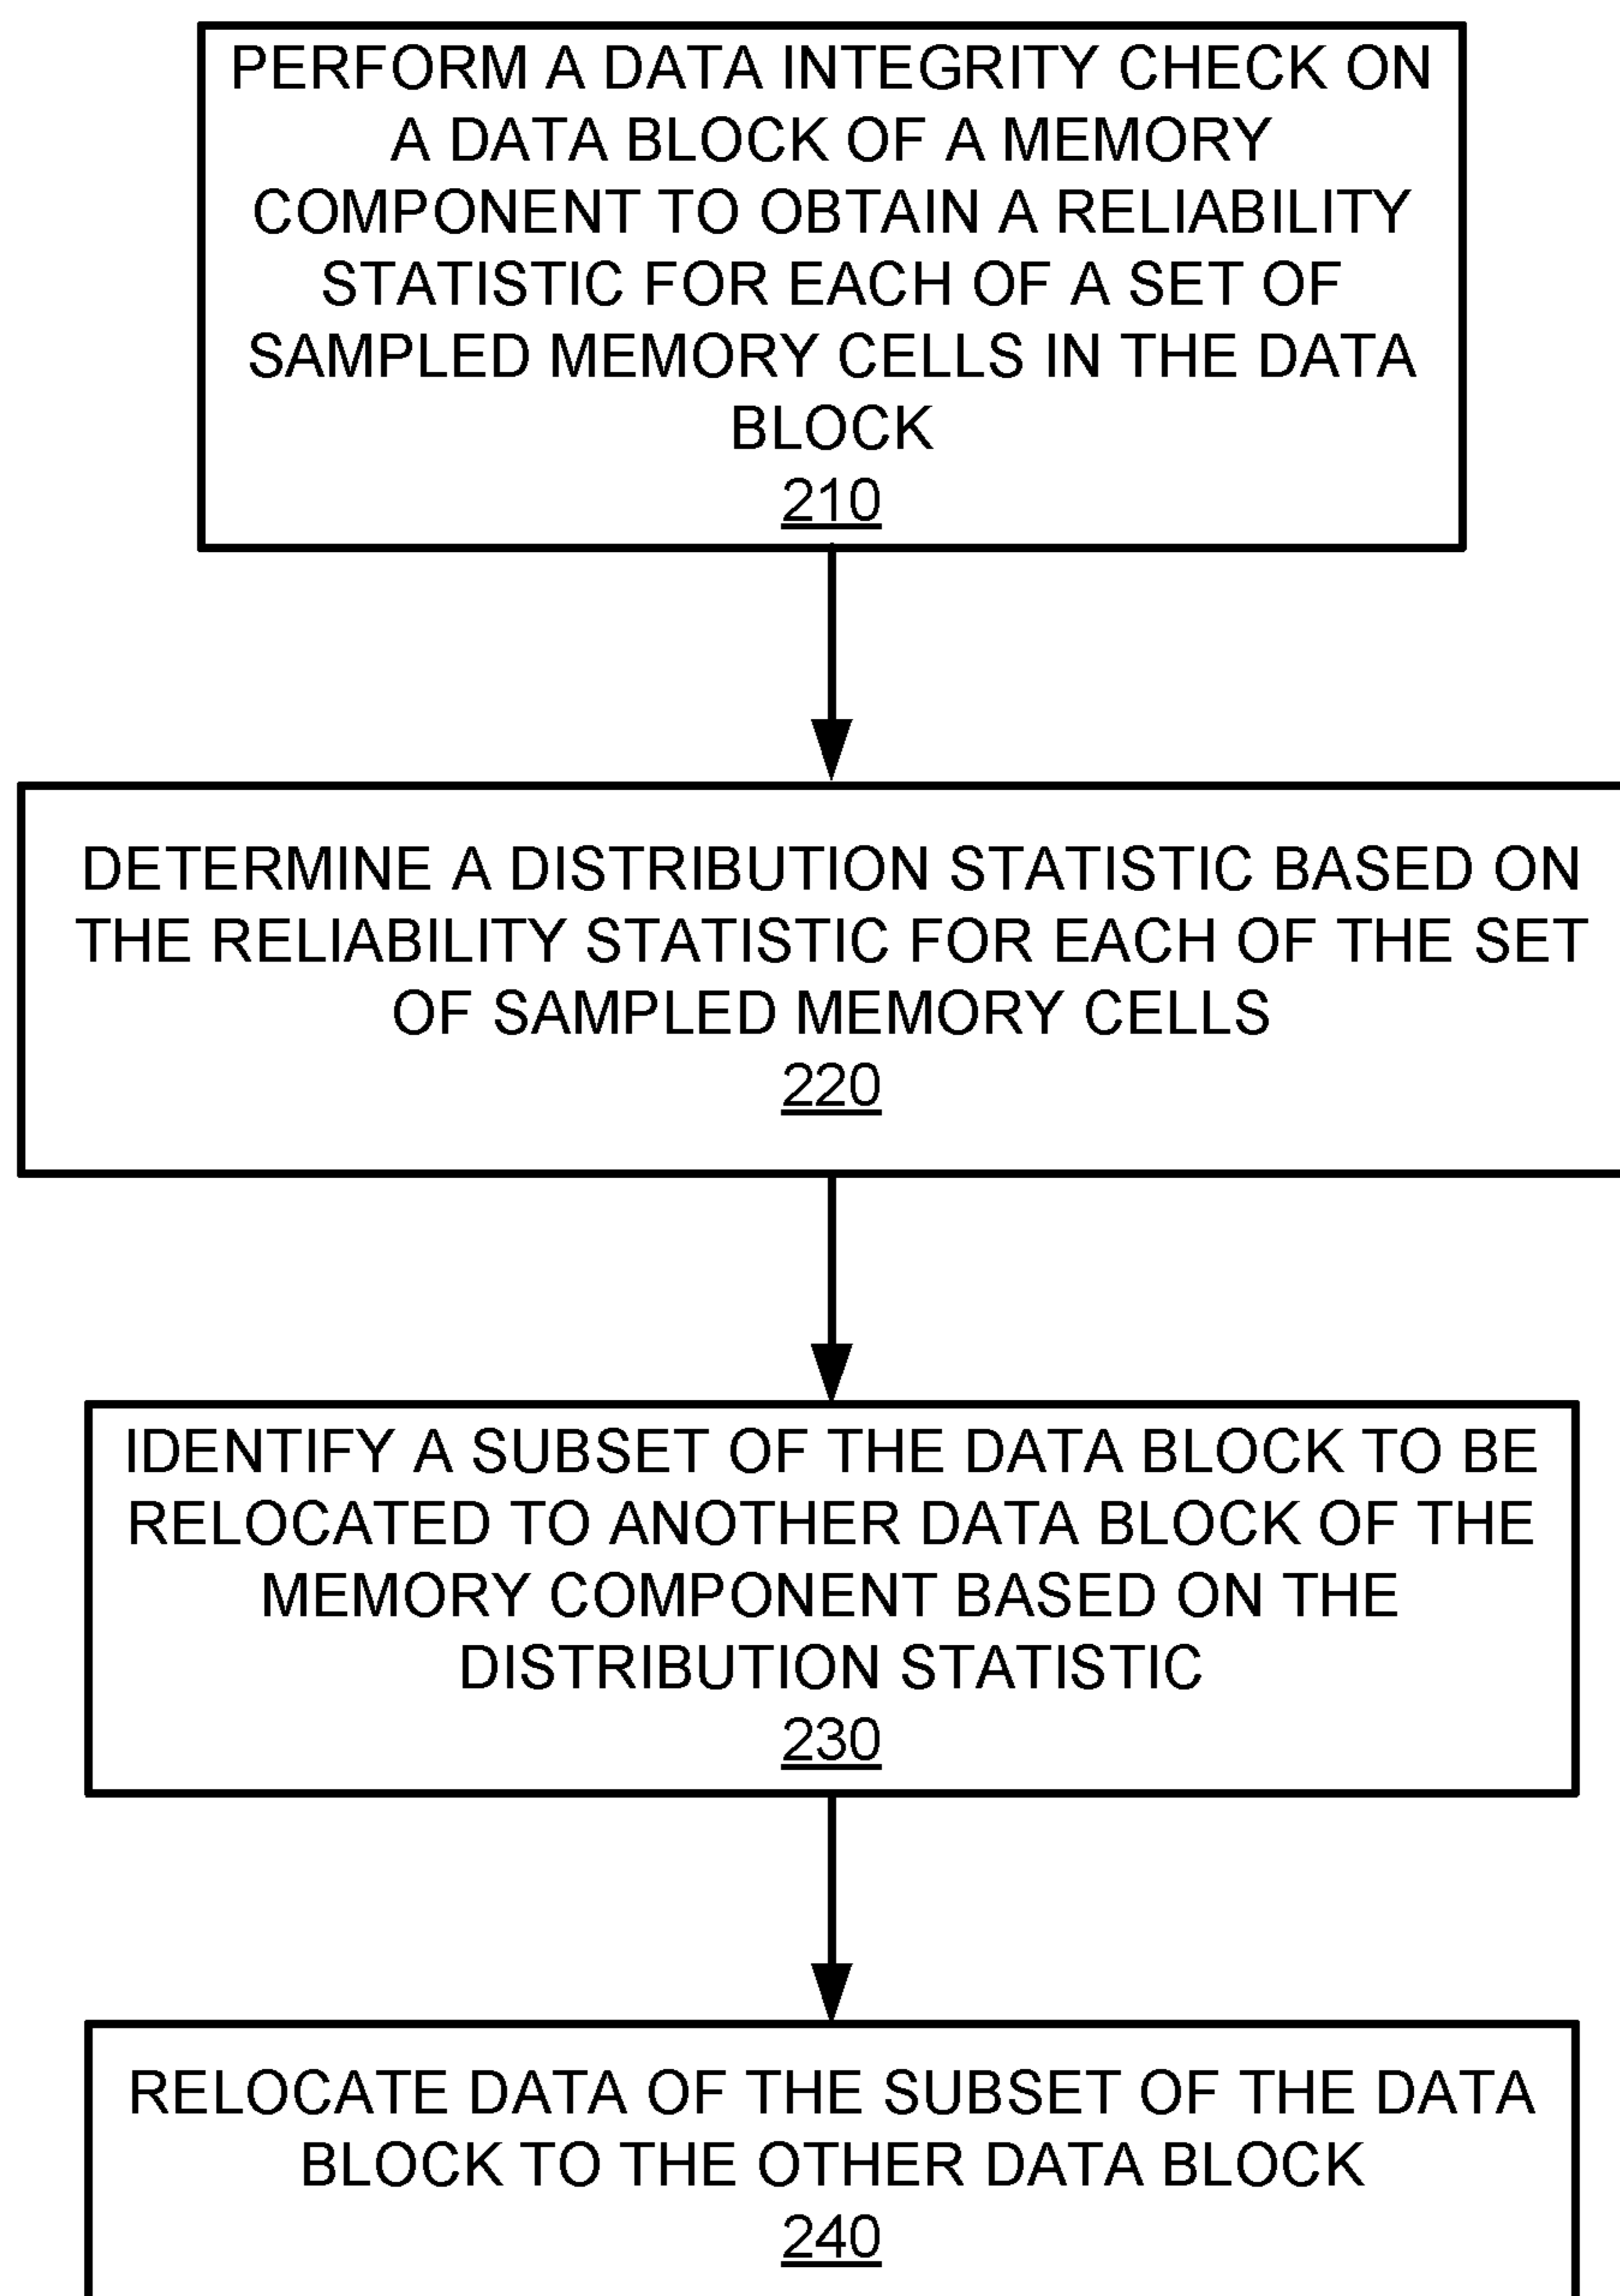 PERFORM A DATA INTEGRITY CHECK ON
A DATA BLOCK OF A MEMORY
COMPONENT TO OBTAIN A RELIABILITY
STATISTIC FOR EACH OF A SET OF
SAMPLED MEMORY CELLS IN THE DATA
BLOCK
210
DETERMINE A DISTRIBUTION STATISTIC BASED ON
THE RELIABILITY STATISTIC FOR EACH OF THE SET
OF SAMPLED MEMORY CELLS
220
IDENTIFY A SUBSET OF THE DATA BLOCK TO BE
RELOCATED TO ANOTHER DATA BLOCK OF THE
MEMORY COMPONENT BASED ON THE
DISTRIBUTION STATISTIC
230
RELOCATE DATA OF THE SUBSET OF THE DATA
BLOCK TO THE OTHER DATA BLOCK
240